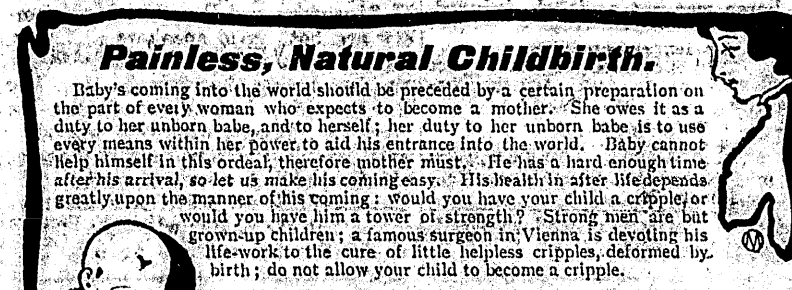 Painless, Natural Childbirth.
Baby's coming into the world should be preceded by a certain preparation on
the part of every woman who expects to become a mother. She owes it as a
duty to her unborn babe, and to herself; her duty to her unborn babe is to use
every means within her power to aid his entrance into the world. Baby cannot
help himself in this ordeal, therefore mother must. He has a hard enough time
after his arrival, so let us make his coming easy. His health in after life depends
greatly upon the manner of his coming: would you have your child a cripple, or
would you have him a tower of strength? Strong men are but
grown-up children; a famous surgeon in Vienna is devoting his
life-work to the cure of little helpless cripples, deformed by
birth; do not allow your child to become a cripple.
M